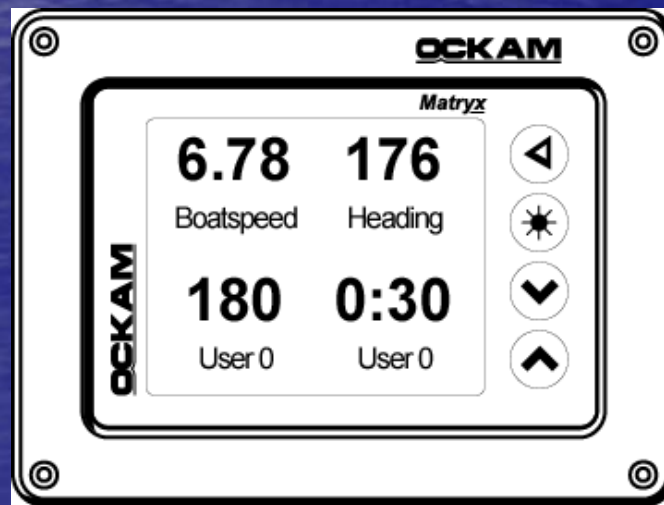 OCKAM
Matryx
6.78 176
Boatspeed Heading
180 0:30
User 0 User 0
OCKAM